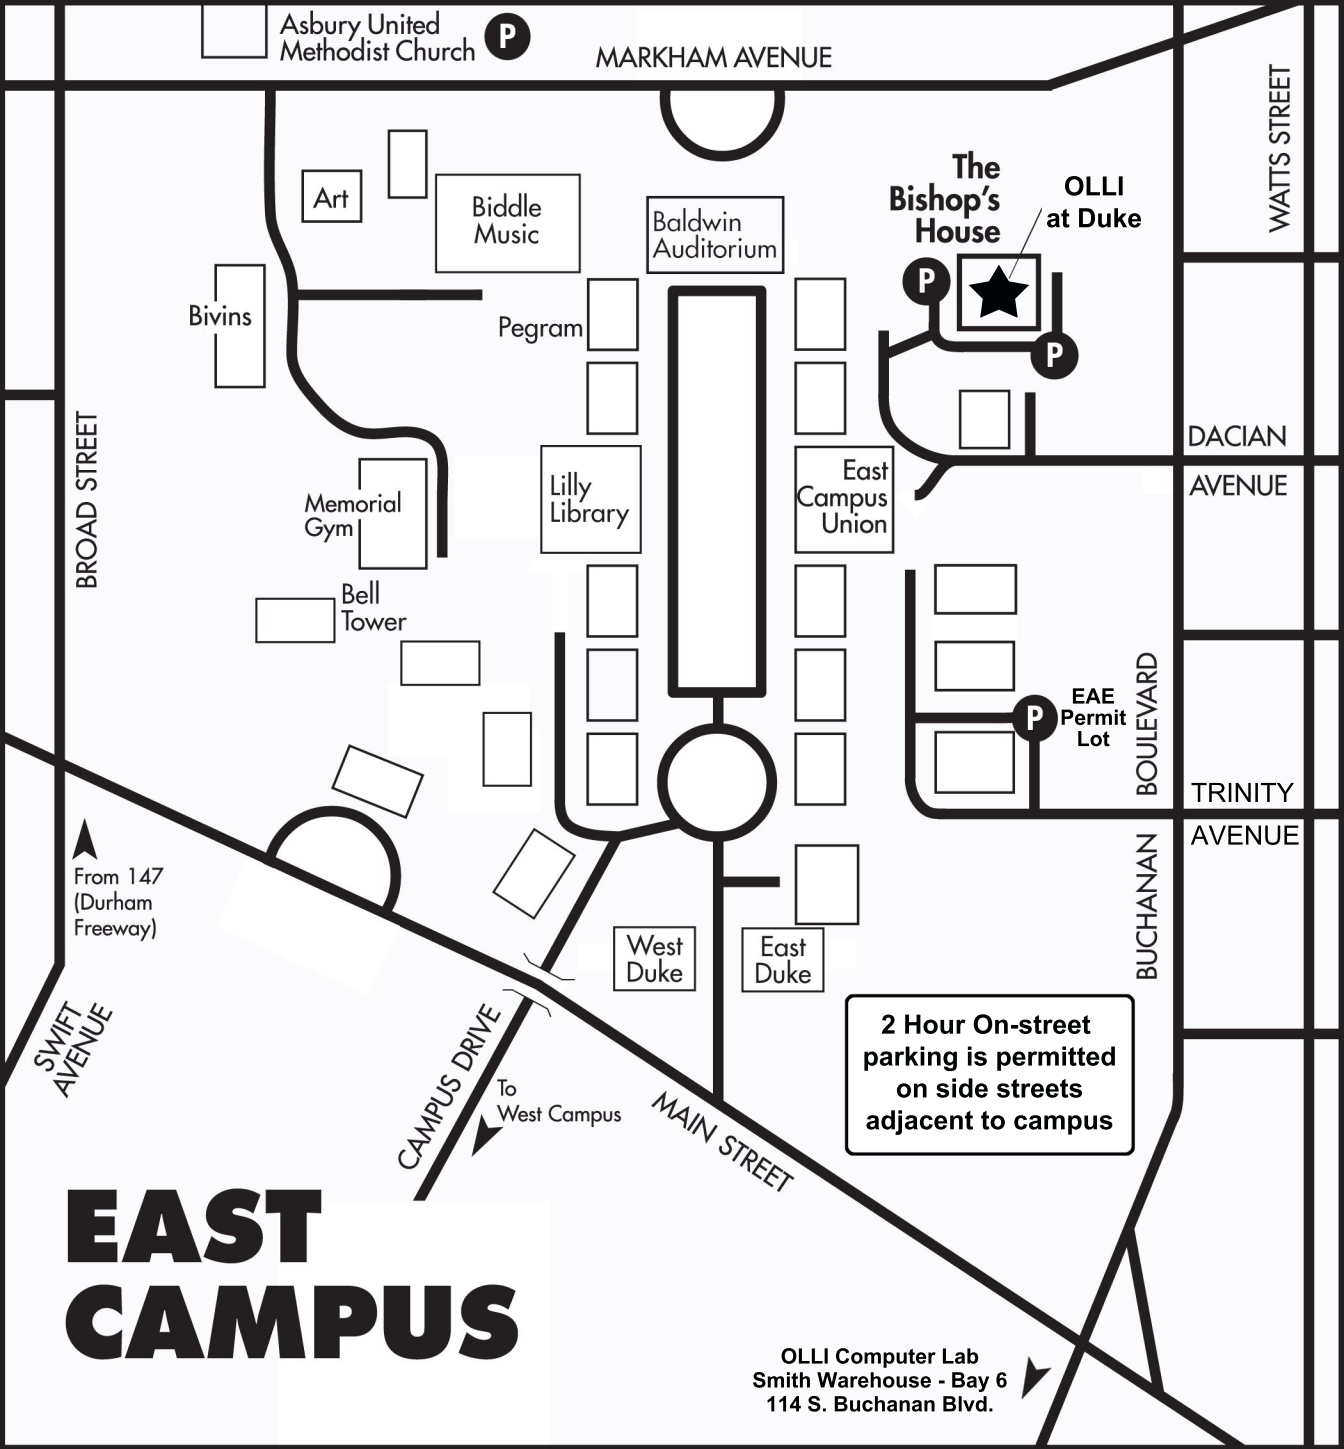 Asbury United
Methodist Church
P
MARKHAM AVENUE
WATTS STREET
The
Bishop's
House
OLLI
at Duke
Art
Biddle
Music
Baldwin
Auditorium
P
Bivins
Pegram
P
BROAD STREET
DACIAN
AVENUE
Lilly
Library
East
Campus
Union
Memorial
Gym
Bell
Tower
BUCHANAN BOULEVARD
P
EAE
Permit
Lot
TRINITY
AVENUE
From 147
(Durham
Freeway)
West
Duke
East
Duke
SWIFT
AVENUE
CAMPUS DRIVE
To
West Campus
MAIN STREET
2 Hour On-street
parking is permitted
on side streets
adjacent to campus
EAST
CAMPUS
OLLI Computer Lab
Smith Warehouse - Bay 6
114 S. Buchanan Blvd.